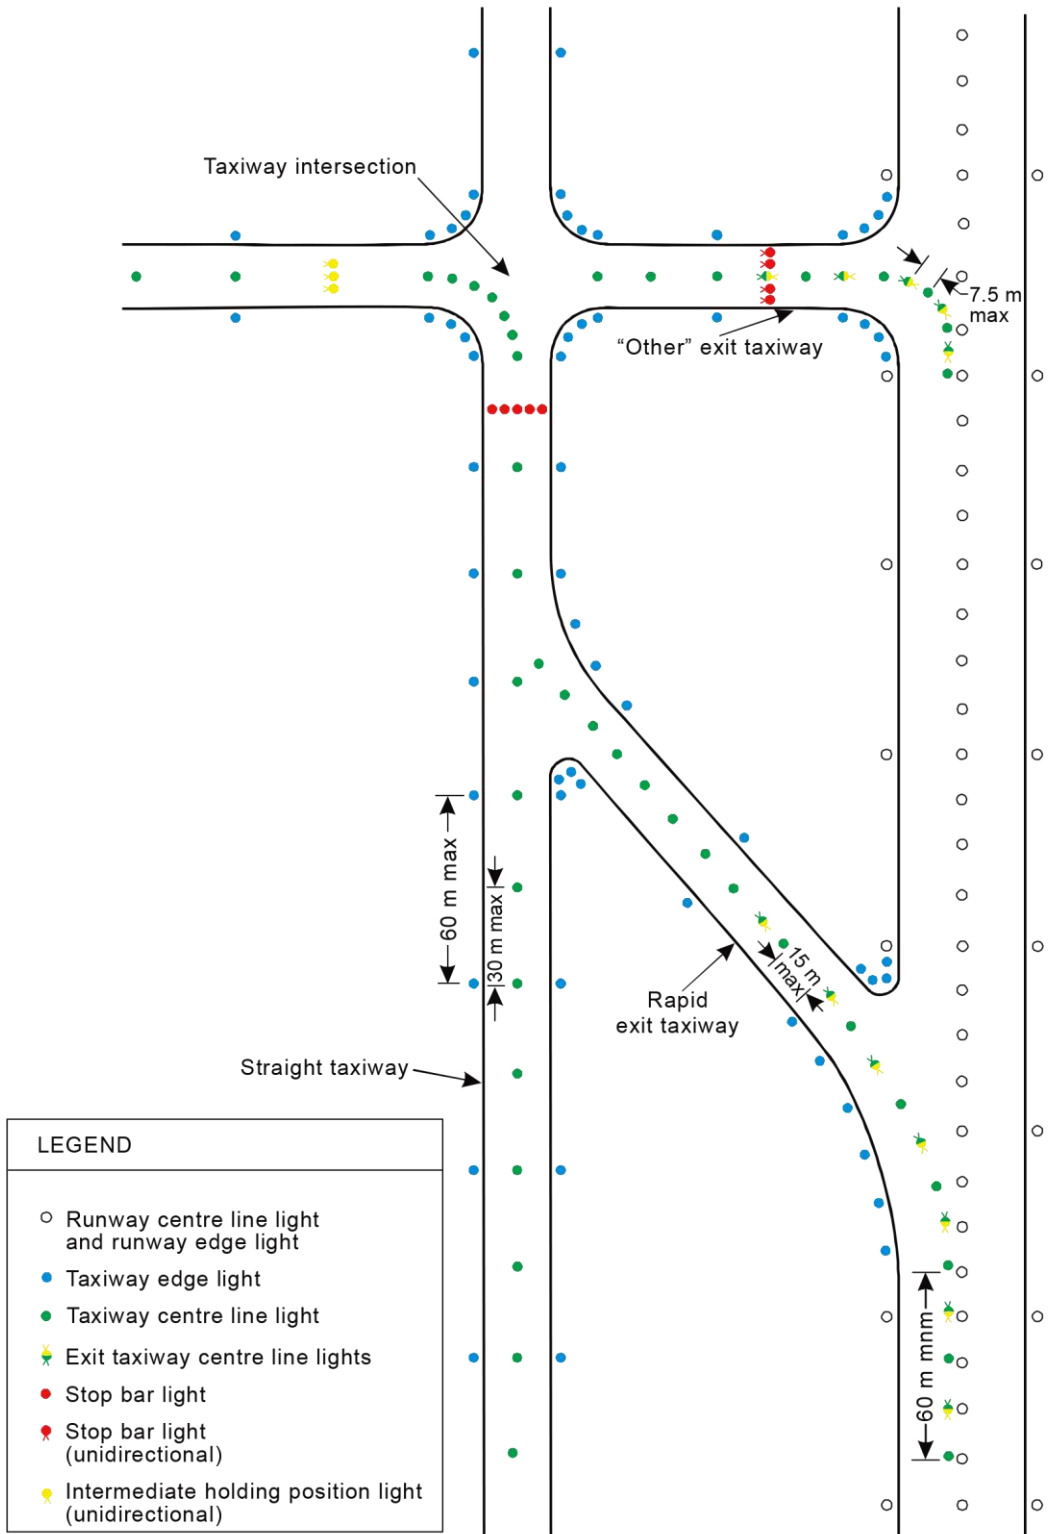 Taxiway intersection
7.5 m
max
“Other” exit taxiway
60 m max
30 m max
15 m
max
Rapid
exit taxiway
Straight taxiway
60 m mnm
LEGEND
Runway centre line light
and runway edge light
Taxiway edge light
Taxiway centre line light
Exit taxiway centre line lights
Stop bar light
Stop bar light
(unidirectional)
Intermediate holding position light
(unidirectional)